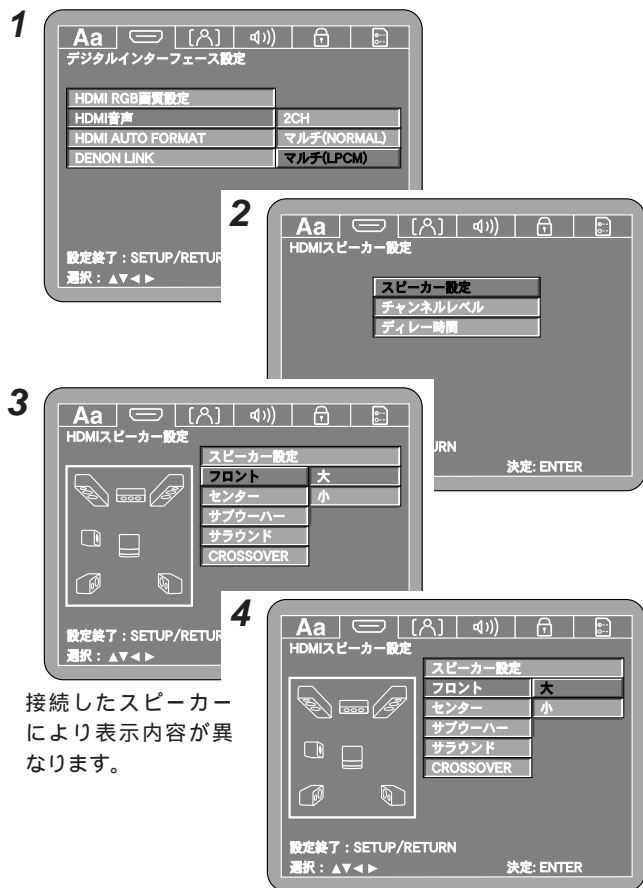 1
Aa
デジタルインターフェース設定
HDMI RGB画質設定
HDMI音声 2CH
HDMI AUTO FORMAT マルチ(NORMAL)
DENON LINK マルチ(LPCM)
設定終了：SETUP/RETUR
選択：▲▼◀▶
2
Aa
HDMIスピーカー設定
スピーカー設定
チャンネルレベル
ディレー時間
URN
決定: ENTER
3
Aa
HDMIスピーカー設定
スピーカー設定
フロント 大
センター 小
サブウーハー
サラウンド
CROSSOVER
設定終了：SETUP/RETUR
選択：▲▼◀▶
接続したスピーカー
により表示内容が異
なります。
4
Aa
HDMIスピーカー設定
スピーカー設定
フロント 大
センター 小
サブウーハー
サラウンド
CROSSOVER
設定終了：SETUP/RETURN
選択：▲▼◀▶ 決定: ENTER